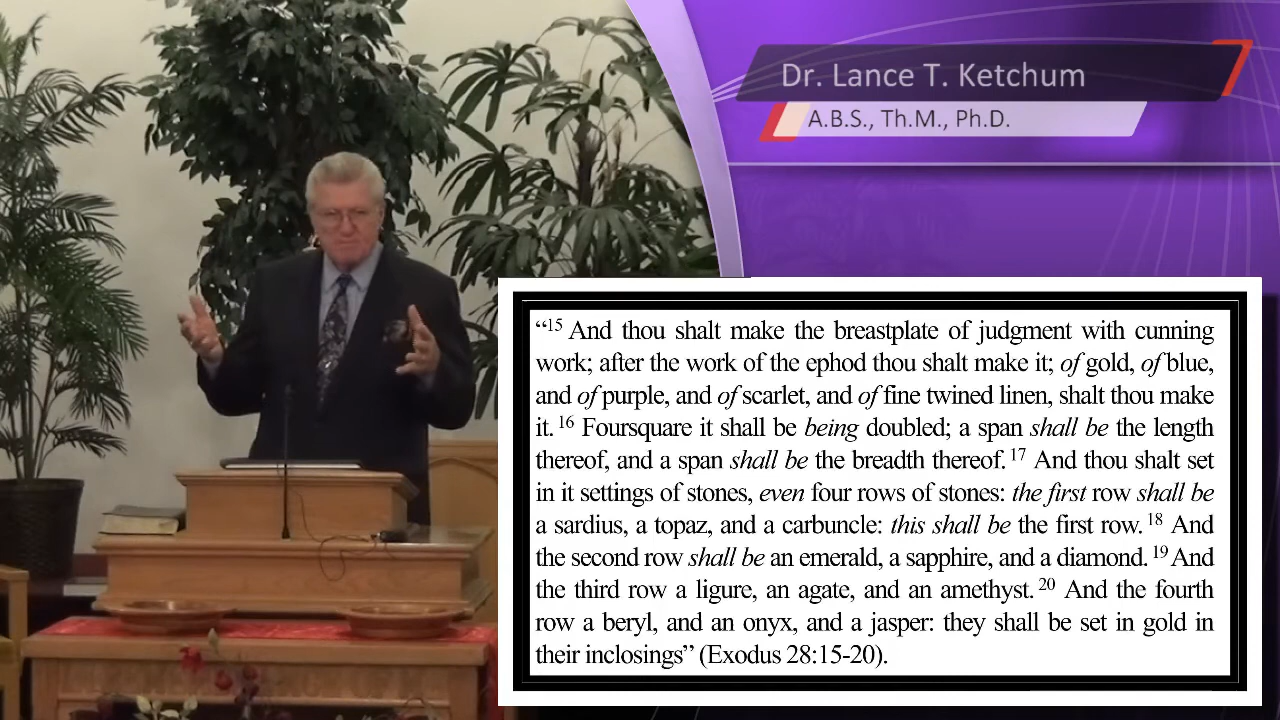 Dr. Lance T. Ketchum
A.B.S., Th.M., Ph.D.
“15 And thou shalt make the breastplate of judgment with cunning
work; after the work of the ephod thou shalt make it; of gold, of blue,
and of purple, and of scarlet, and of fine twined linen, shalt thou make
it. 16 Foursquare it shall be being doubled; a span shall be the length
thereof, and a span shall be the breadth thereof. 17 And thou shalt set
in it settings of stones, even four rows of stones: the first row shall be
a sardius, a topaz, and a carbuncle: this shall be the first row. 18 And
the second row shall be an emerald, a sapphire, and a diamond. 19 And
the third row a ligure, an agate, and an amethyst. 20 And the fourth
row a beryl, and an onyx, and a jasper: they shall be set in gold in
their inclosings” (Exodus 28:15-20).